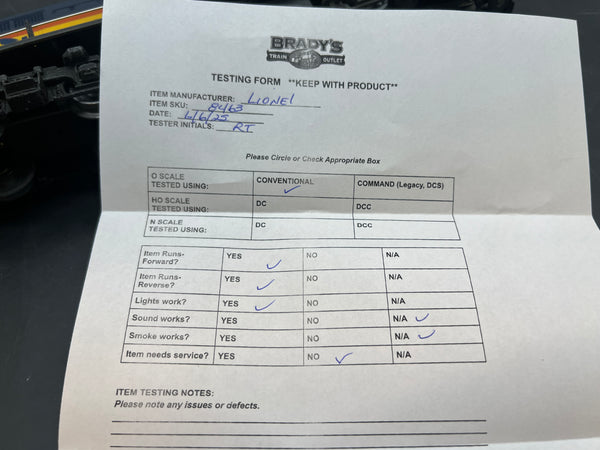 BRADY'S
TRAIN OUTLET
TESTING FORM **KEEP WITH PRODUCT**
ITEM MANUFACTURER: LIONEL
ITEM SKU: 8463
DATE: 6/6/25
TESTER INITIALS: RT
Please Circle or Check Appropriate Box
O SCALE TESTED USING: CONVENTIONAL ✓ COMMAND (Legacy, DCS)
HO SCALE TESTED USING: DC DCC
N SCALE TESTED USING: DC DCC
Item Runs- Forward? YES ✓ NO N/A
Item Runs- Reverse? YES ✓ NO N/A
Lights work? YES ✓ NO N/A
Sound works? YES NO N/A ✓
Smoke works? YES NO N/A ✓
Item needs service? YES NO ✓ N/A
ITEM TESTING NOTES:
Please note any issues or defects.